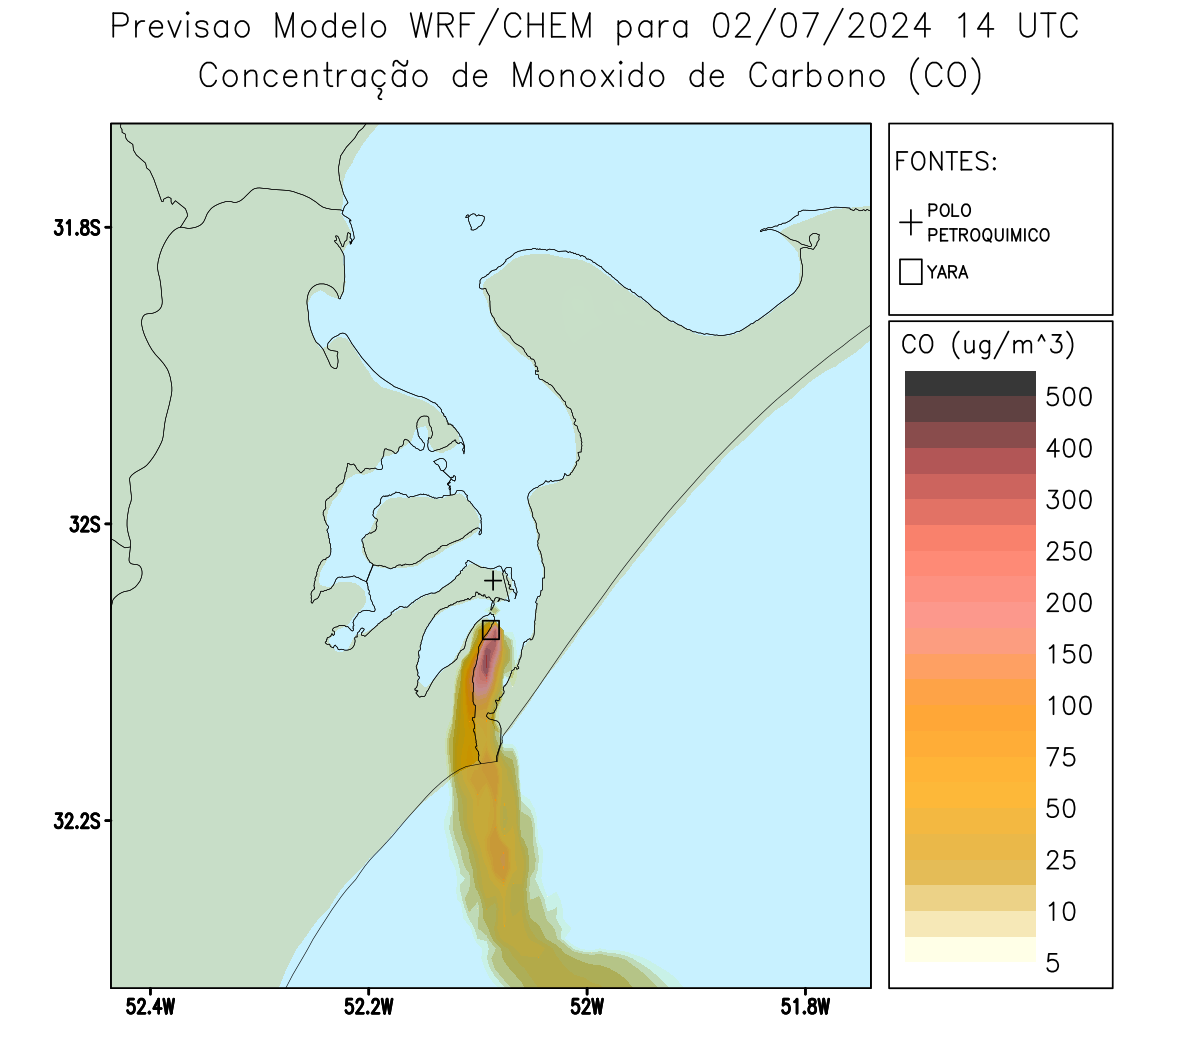 Previsao Modelo WRF/CHEM para 02/07/2024 14 UTC
Concentração de Monoxido de Carbono (CO)
FONTES:
POLO
PETROQUIMICO
YARA
CO (ug/m^3)
500
400
300
250
200
150
100
75
50
25
10
5
31.8S
32S
32.2S
52.4W
52.2W
52W
51.8W